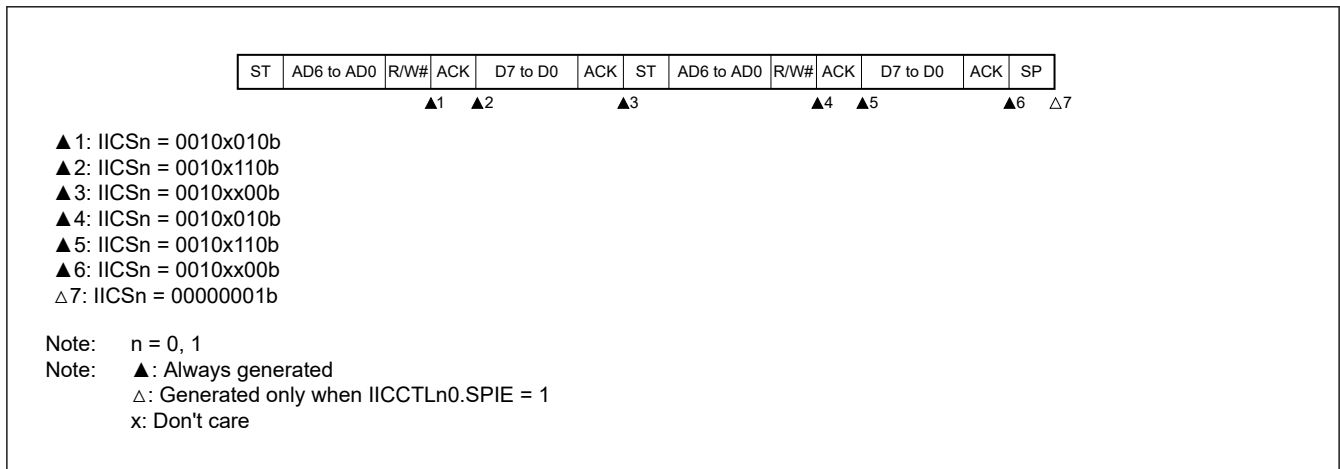 ST AD6 to AD0 R/W# ACK D7 to D0 ACK ST AD6 to AD0 R/W# ACK D7 to D0 ACK SP
▲1 ▲2 ▲3 ▲4 ▲5 ▲6 △7
▲1: IICSn = 0010x010b
▲2: IICSn = 0010x110b
▲3: IICSn = 0010xx00b
▲4: IICSn = 0010x010b
▲5: IICSn = 0010x110b
▲6: IICSn = 0010xx00b
△7: IICSn = 00000001b
Note: n = 0, 1
Note: ▲: Always generated
△: Generated only when IICCTLn0.SPIE = 1
x: Don't care